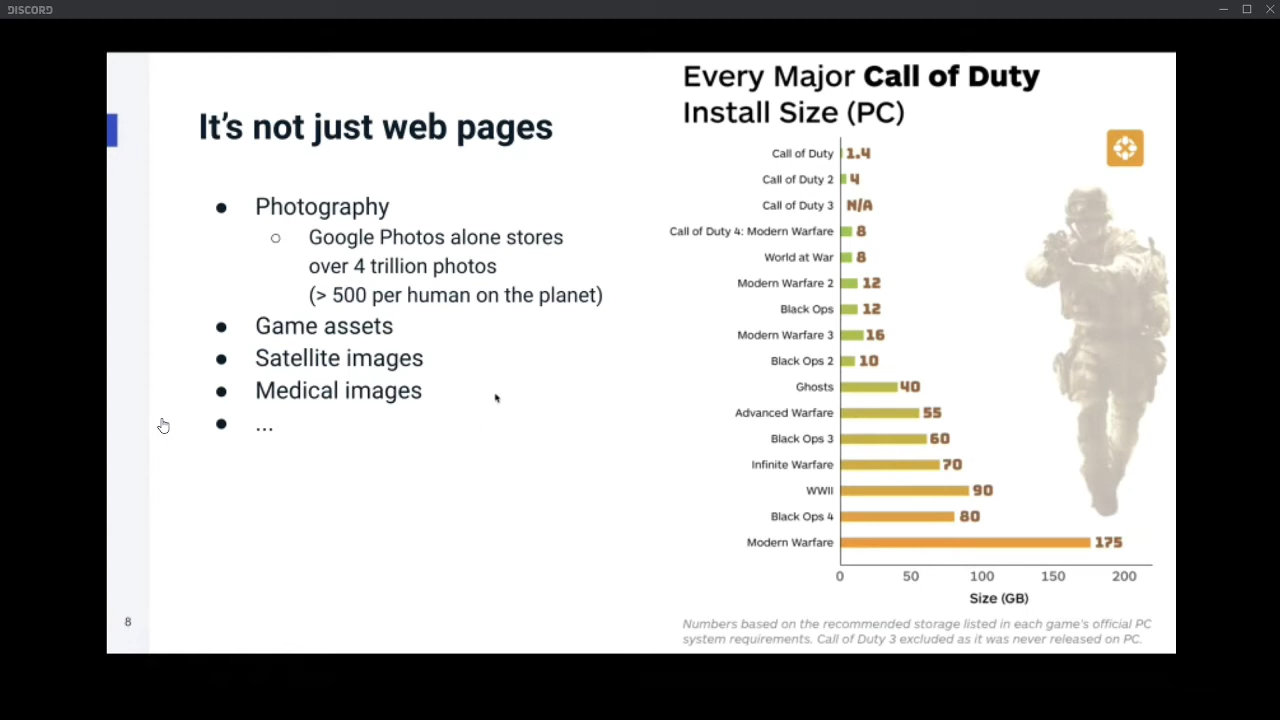 DISCORD
It's not just web pages
● Photography
○ Google Photos alone stores
over 4 trillion photos
(> 500 per human on the planet)
● Game assets
● Satellite images
● Medical images
● ...
8
Every Major Call of Duty
Install Size (PC)
Call of Duty 1.4
Call of Duty 2 4
Call of Duty 3 N/A
Call of Duty 4: Modern Warfare 8
World at War 8
Modern Warfare 2 12
Black Ops 12
Modern Warfare 3 16
Black Ops 2 10
Ghosts 40
Advanced Warfare 55
Black Ops 3 60
Infinite Warfare 70
WWII 90
Black Ops 4 80
Modern Warfare 175
0 50 100 150 200
Size (GB)
Numbers based on the recommended storage listed in each game's official PC
system requirements. Call of Duty 3 excluded as it was never released on PC.